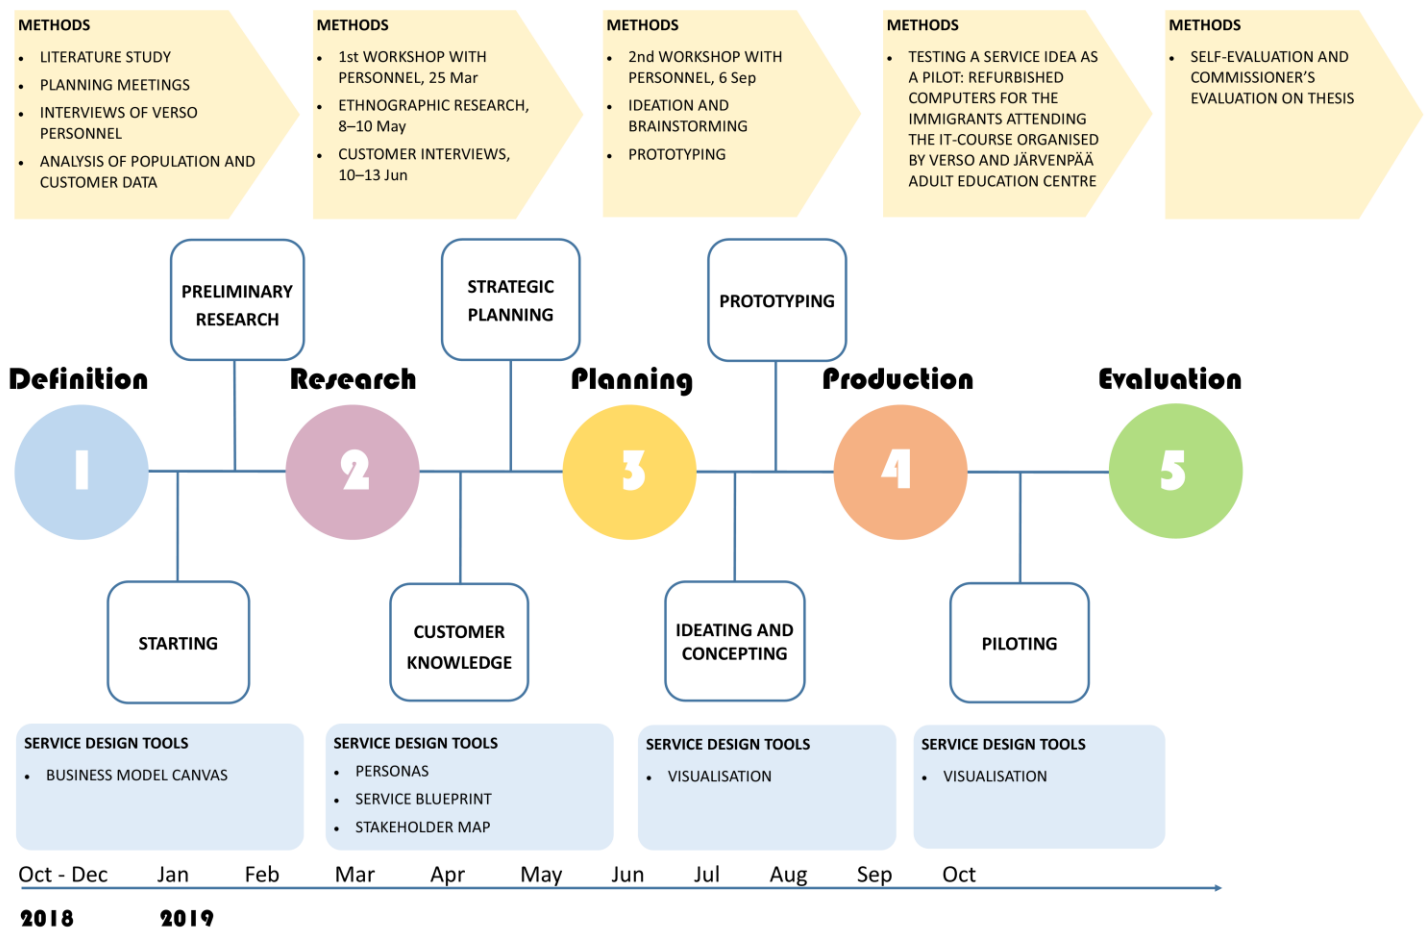 METHODS
• LITERATURE STUDY
• PLANNING MEETINGS
• INTERVIEWS OF VERSO
PERSONNEL
• ANALYSIS OF POPULATION AND
CUSTOMER DATA
METHODS
• 1st WORKSHOP WITH
PERSONNEL, 25 Mar
• ETHNOGRAPHIC RESEARCH,
8–10 May
• CUSTOMER INTERVIEWS,
10–13 Jun
METHODS
• 2nd WORKSHOP WITH
PERSONNEL, 6 Sep
• IDEATION AND
BRAINSTORMING
• PROTOTYPING
METHODS
• TESTING A SERVICE IDEA AS
A PILOT: REFURBISHED
COMPUTERS FOR THE
IMMIGRANTS ATTENDING
THE IT-COURSE ORGANISED
BY VERSO AND JÄRVENPÄÄ
ADULT EDUCATION CENTRE
METHODS
• SELF-EVALUATION AND
COMMISSIONER’S
EVALUATION ON THESIS
PRELIMINARY
RESEARCH
STRATEGIC
PLANNING
PROTOTYPING
Definition
Research
Planning
Production
Evaluation
1
2
3
4
5
STARTING
CUSTOMER
KNOWLEDGE
IDEATING AND
CONCEPTING
PILOTING
SERVICE DESIGN TOOLS
• BUSINESS MODEL CANVAS
SERVICE DESIGN TOOLS
• PERSONAS
• SERVICE BLUEPRINT
• STAKEHOLDER MAP
SERVICE DESIGN TOOLS
• VISUALISATION
SERVICE DESIGN TOOLS
• VISUALISATION
Oct - Dec Jan Feb Mar Apr May Jun Jul Aug Sep Oct
2018 2019